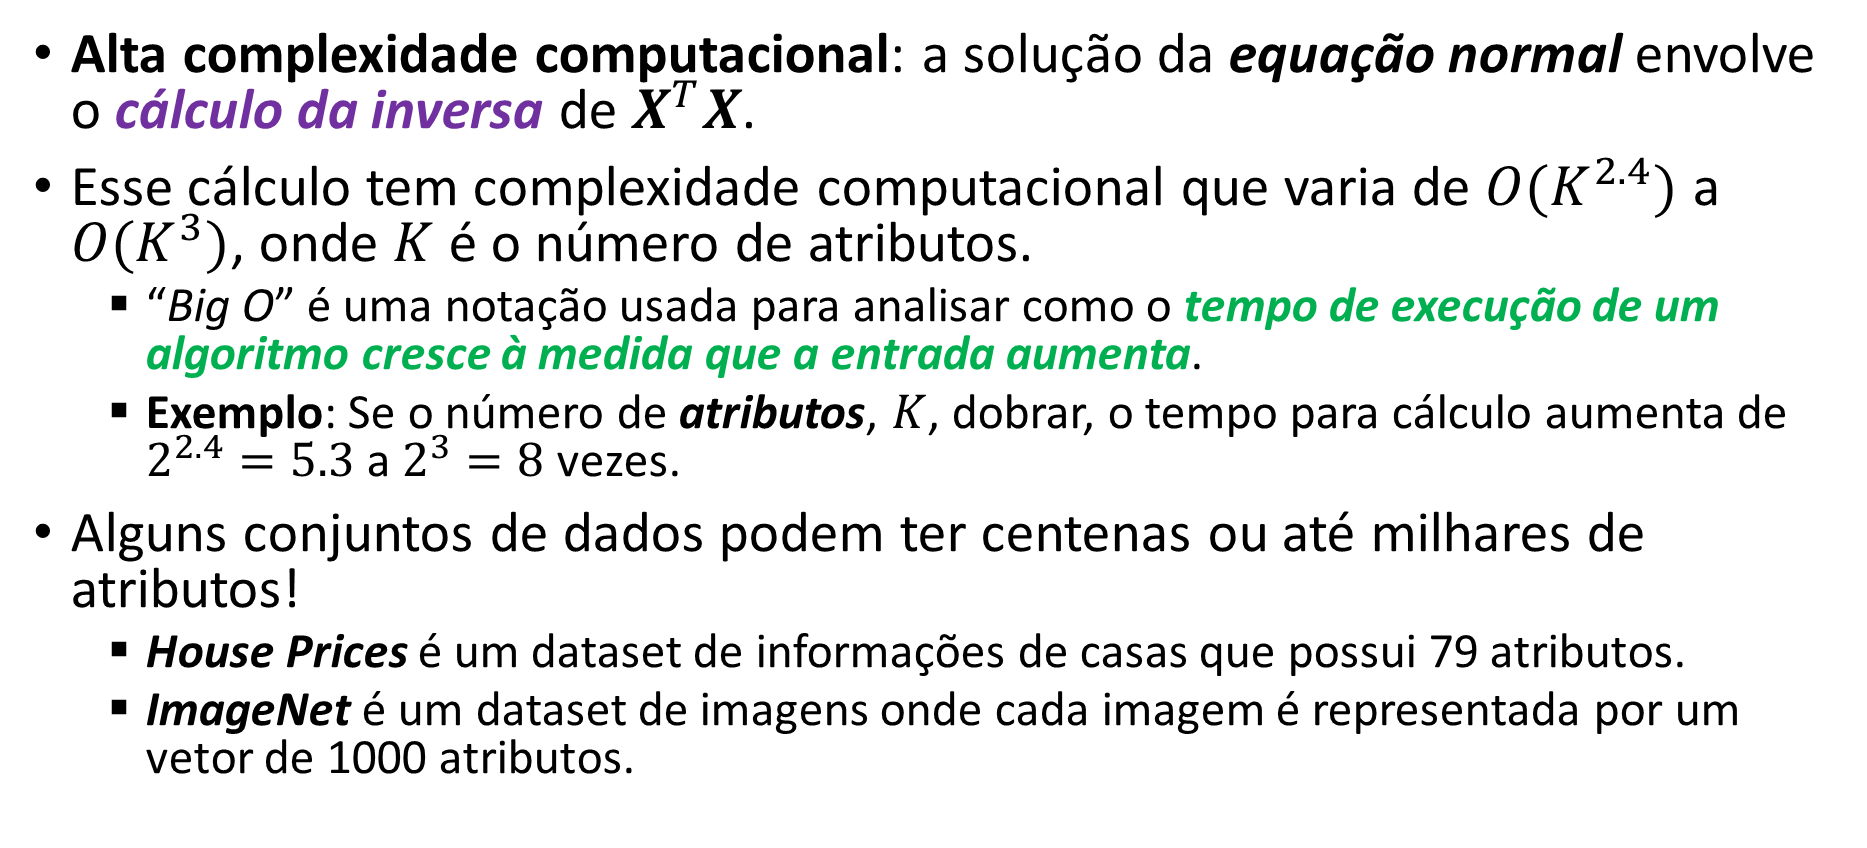 • Alta complexidade computacional: a solução da equação normal envolve
o cálculo da inversa de X^T X.
• Esse cálculo tem complexidade computacional que varia de O(K^2.4) a
O(K^3), onde K é o número de atributos.
▪ “Big O” é uma notação usada para analisar como o tempo de execução de um
algoritmo cresce à medida que a entrada aumenta.
▪ Exemplo: Se o número de atributos, K, dobrar, o tempo para cálculo aumenta de
2^2.4 = 5.3 a 2^3 = 8 vezes.
• Alguns conjuntos de dados podem ter centenas ou até milhares de
atributos!
▪ House Prices é um dataset de informações de casas que possui 79 atributos.
▪ ImageNet é um dataset de imagens onde cada imagem é representada por um
vetor de 1000 atributos.